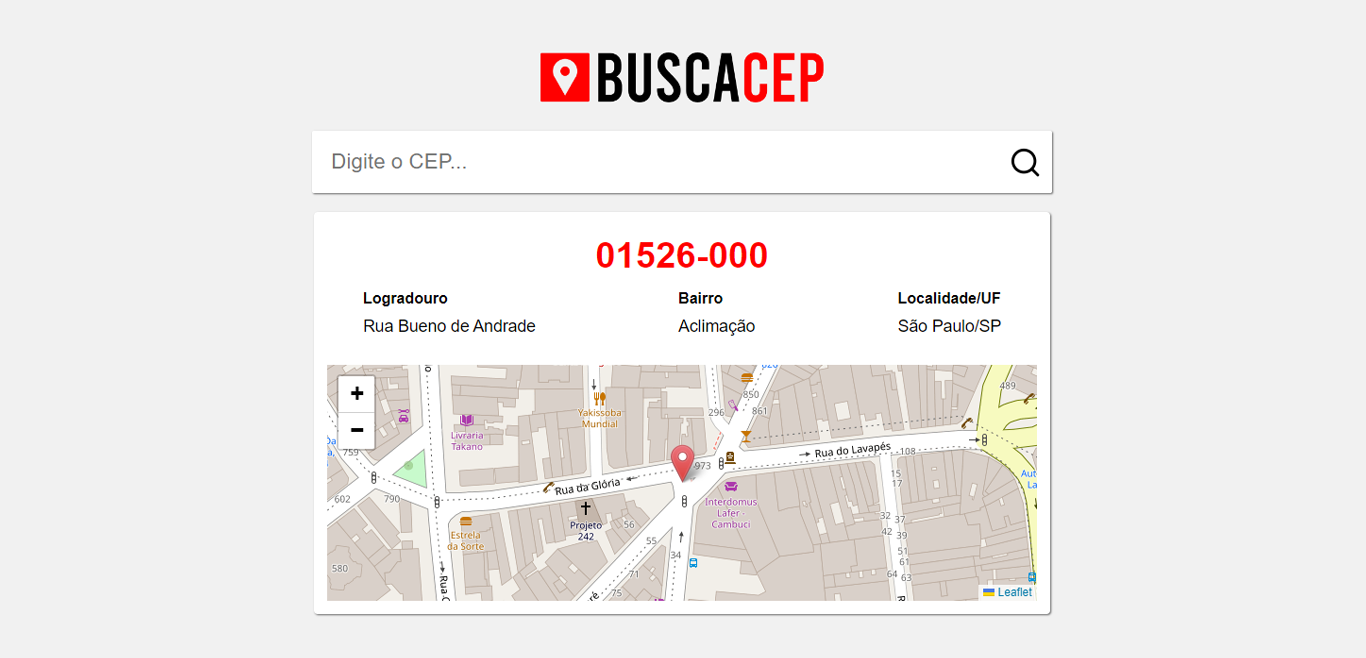 BUSCACEP
Digite o CEP...
01526-000
Logradouro
Rua Bueno de Andrade
Bairro
Aclimação
Localidade/UF
São Paulo/SP
+
−
759
602
790
580
Livraria
Takano
Yakissoba
Mundial
296
850
861
489
973
Rua da Glória
Rua do Lavapés
108
15
17
Interdomus
Lafer -
Cambuci
Projeto
242
Estrela
da Sorte
56
55
34
71
75
32
37
42
39
51
61
64
63
Leaflet